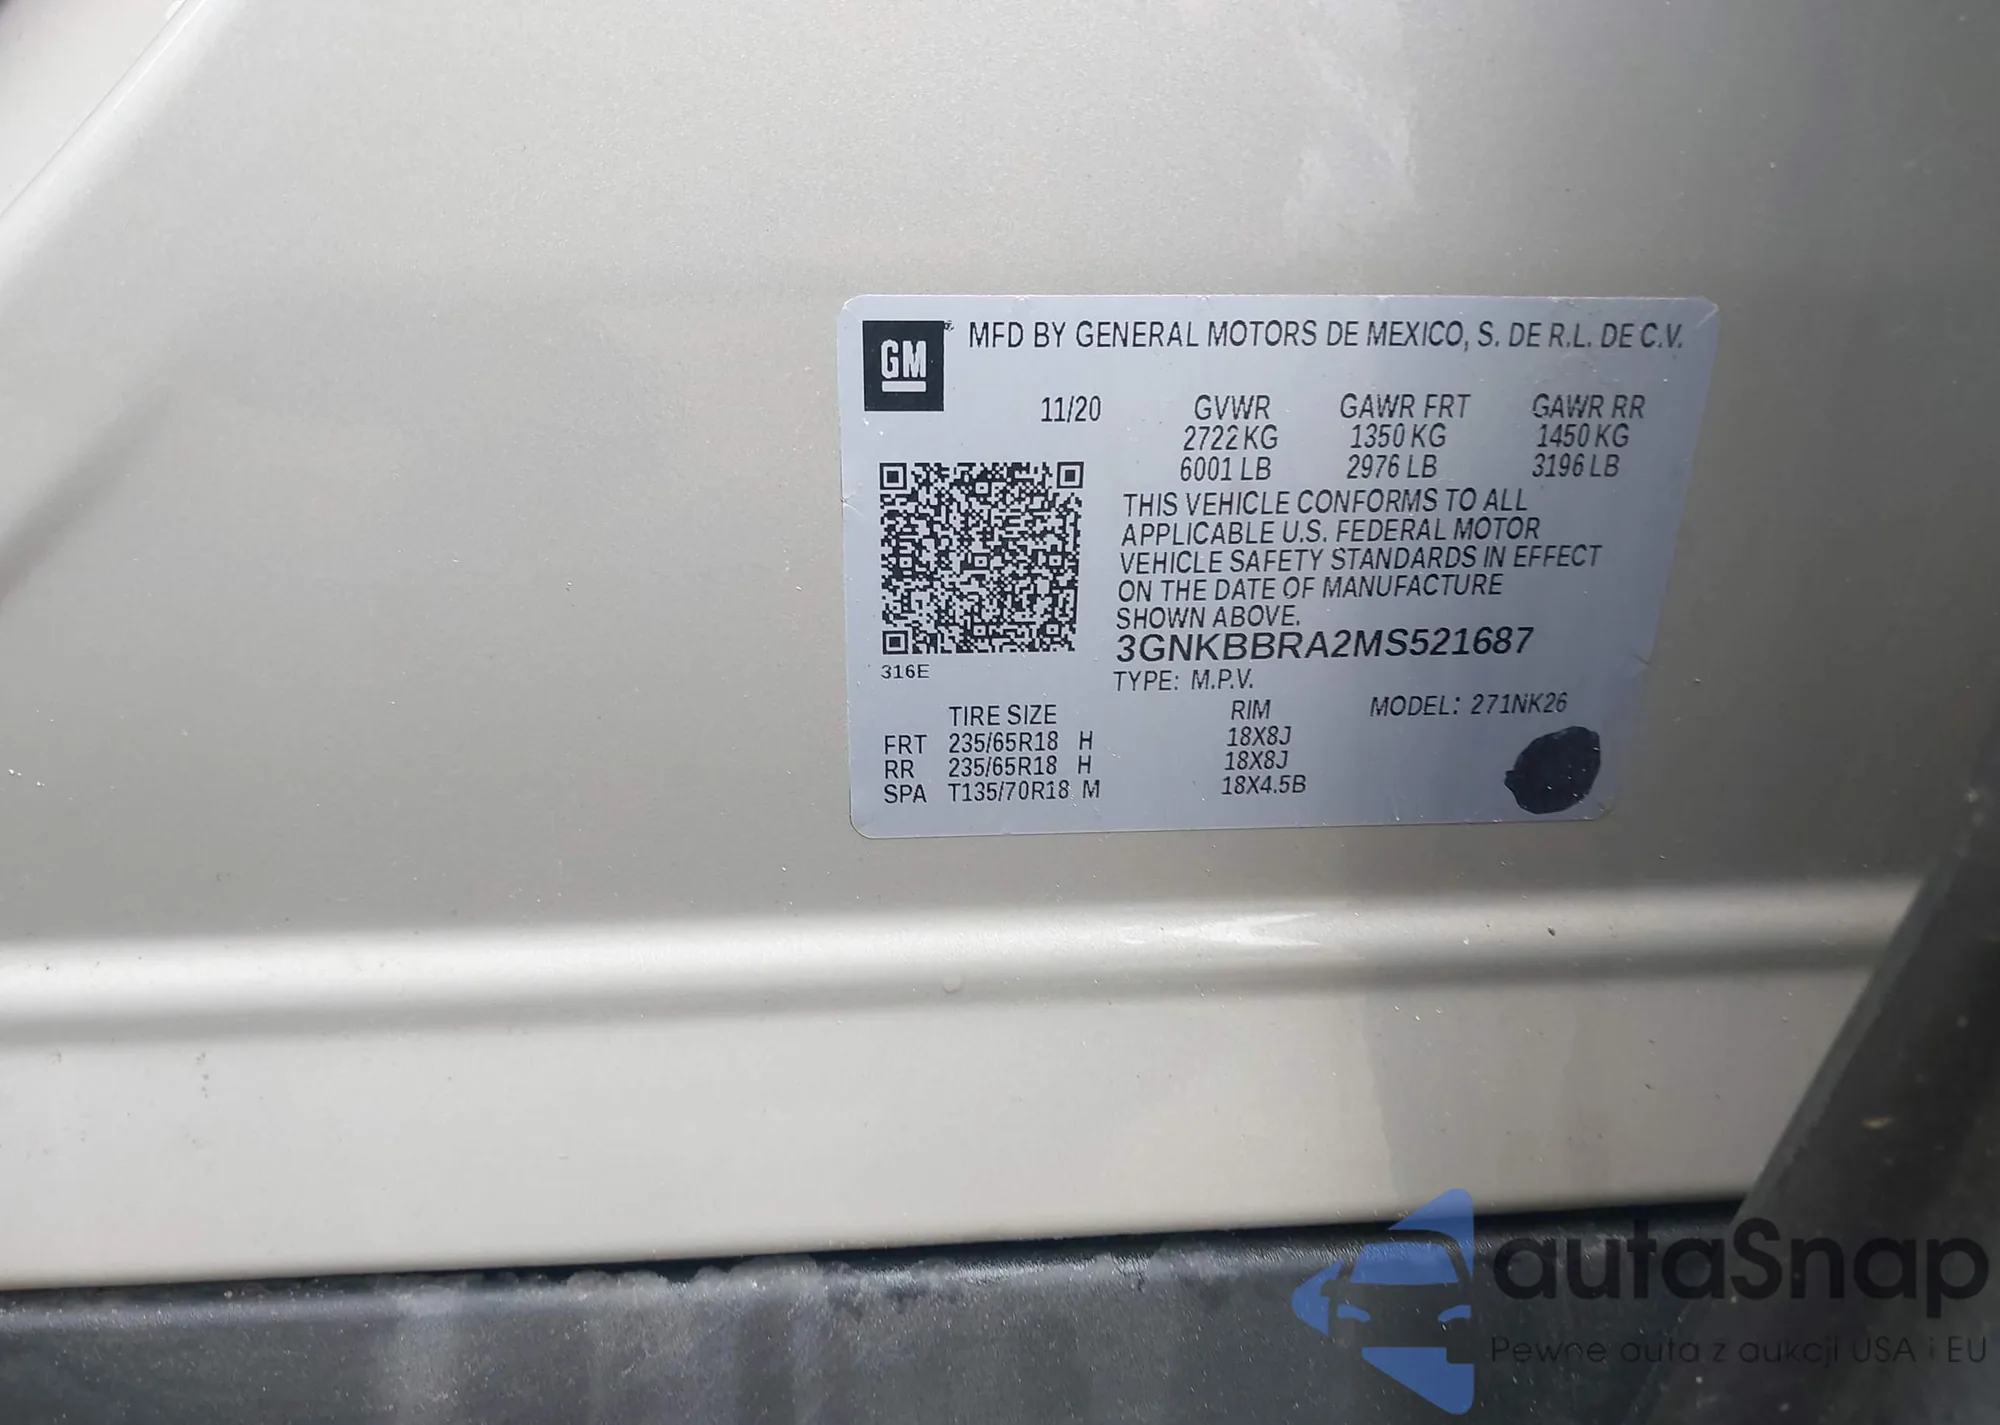 GM
MFD BY GENERAL MOTORS DE MEXICO, S. DE R.L. DE C.V.
11/20 GVWR GAWR FRT GAWR RR
2722 KG 1350 KG 1450 KG
6001 LB 2976 LB 3196 LB
THIS VEHICLE CONFORMS TO ALL
APPLICABLE U.S. FEDERAL MOTOR
VEHICLE SAFETY STANDARDS IN EFFECT
ON THE DATE OF MANUFACTURE
SHOWN ABOVE.
3GNKBBRA2MS521687
316E
TYPE: M.P.V.
TIRE SIZE RIM MODEL: 271NK26
FRT 235/65R18 H 18X8J
RR 235/65R18 H 18X8J
SPA T135/70R18 M 18X4.5B
autaSnap
Pewne auta z aukcji USA i EU